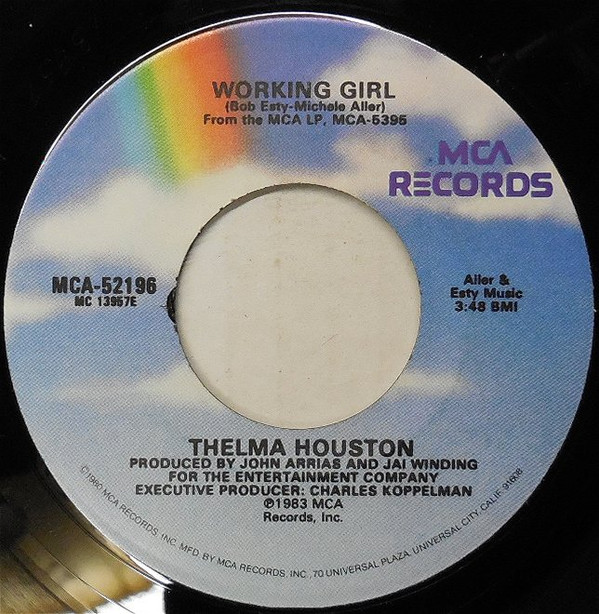 WORKING GIRL
(Bob Esty-Michele Aller)
From the MCA LP, MCA-5395
MCA
RECORDS
MCA-52196
MC 13957E
Aller &
Esty Music
3:48 BMI
THELMA HOUSTON
PRODUCED BY JOHN ARRIAS AND JAI WINDING
FOR THE ENTERTAINMENT COMPANY
EXECUTIVE PRODUCER: CHARLES KOPPELMAN
℗1983 MCA
Records, Inc.
©1980 MCA RECORDS, INC. MFD. BY MCA RECORDS, INC., 70 UNIVERSAL PLAZA, UNIVERSAL CITY, CALIF. 91608